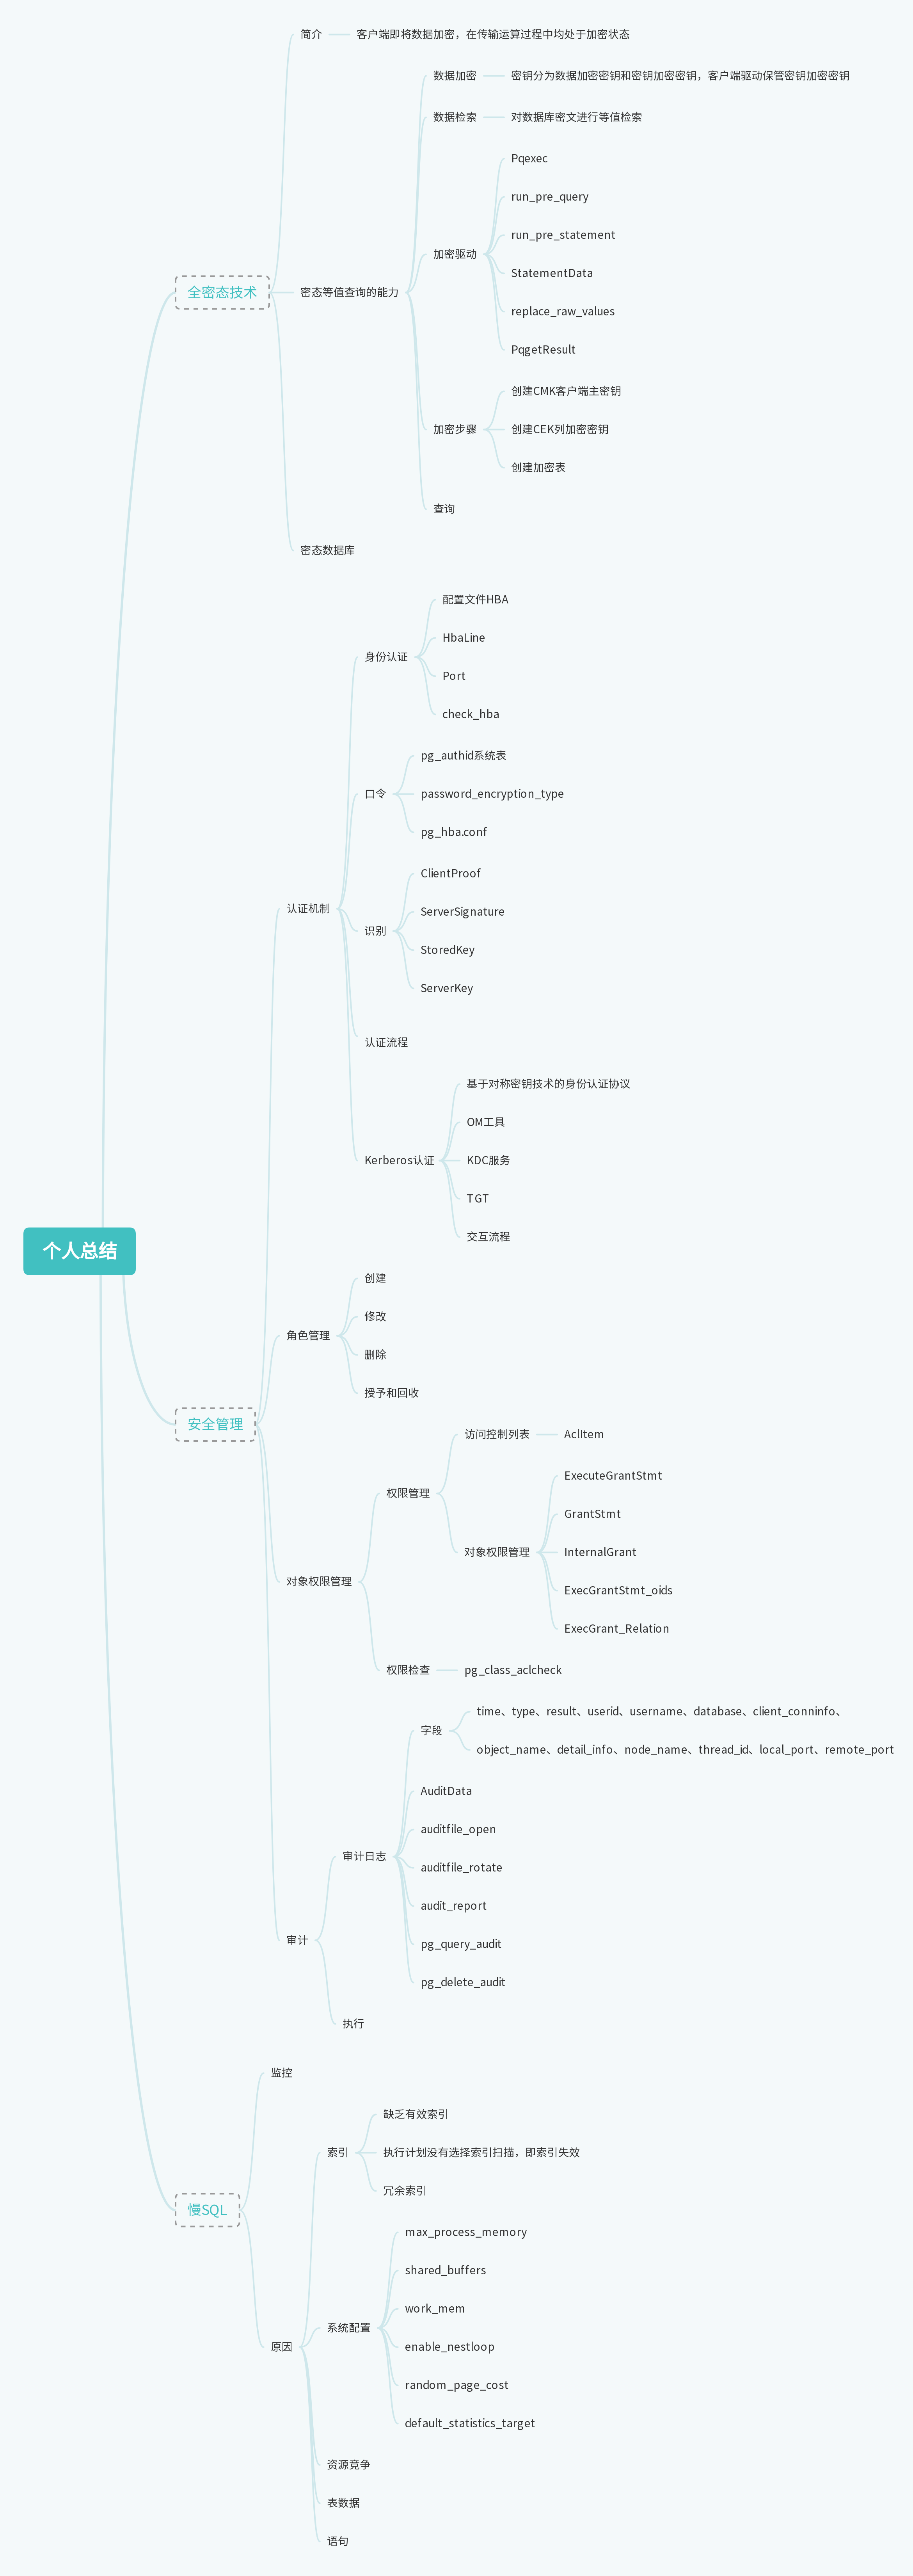 个人总结
全密态技术
简介
客户端即将数据加密，在传输运算过程中均处于加密状态
密态等值查询的能力
数据加密
密钥分为数据加密密钥和密钥加密密钥，客户端驱动保管密钥加密密钥
数据检索
对数据库密文进行等值检索
加密驱动
Pqexec
run_pre_query
run_pre_statement
StatementData
replace_raw_values
PqgetResult
加密步骤
创建CMK客户端主密钥
创建CEK列加密密钥
创建加密表
查询
密态数据库
安全管理
认证机制
身份认证
配置文件HBA
HbaLine
Port
check_hba
口令
pg_authid系统表
password_encryption_type
pg_hba.conf
识别
ClientProof
ServerSignature
StoredKey
ServerKey
认证流程
Kerberos认证
基于对称密钥技术的身份认证协议
OM工具
KDC服务
TGT
交互流程
角色管理
创建
修改
删除
授予和回收
对象权限管理
权限管理
访问控制列表
AclItem
对象权限管理
ExecuteGrantStmt
GrantStmt
InternalGrant
ExecGrantStmt_oids
ExecGrant_Relation
权限检查
pg_class_aclcheck
审计
审计日志
字段
time、type、result、userid、username、database、client_conninfo、
object_name、detail_info、node_name、thread_id、local_port、remote_port
AuditData
auditfile_open
auditfile_rotate
audit_report
pg_query_audit
pg_delete_audit
执行
慢SQL
监控
原因
索引
缺乏有效索引
执行计划没有选择索引扫描，即索引失效
冗余索引
系统配置
max_process_memory
shared_buffers
work_mem
enable_nestloop
random_page_cost
default_statistics_target
资源竞争
表数据
语句